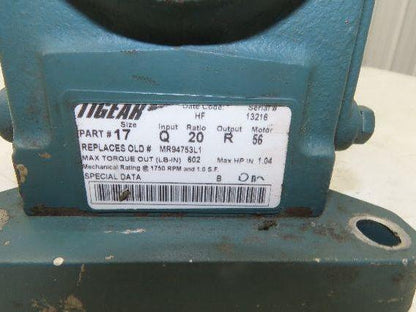 TIGEAR Date Code: Serial #
HF 13216
Size Input Ratio Output Motor
PART # 17 Q 20 R 56
REPLACES OLD # MR94753L1
MAX TORQUE OUT (LB-IN) 602 Max HP IN 1.04
Mechanical Rating @ 1750 RPM and 1.0 S.F.
SPECIAL DATA B